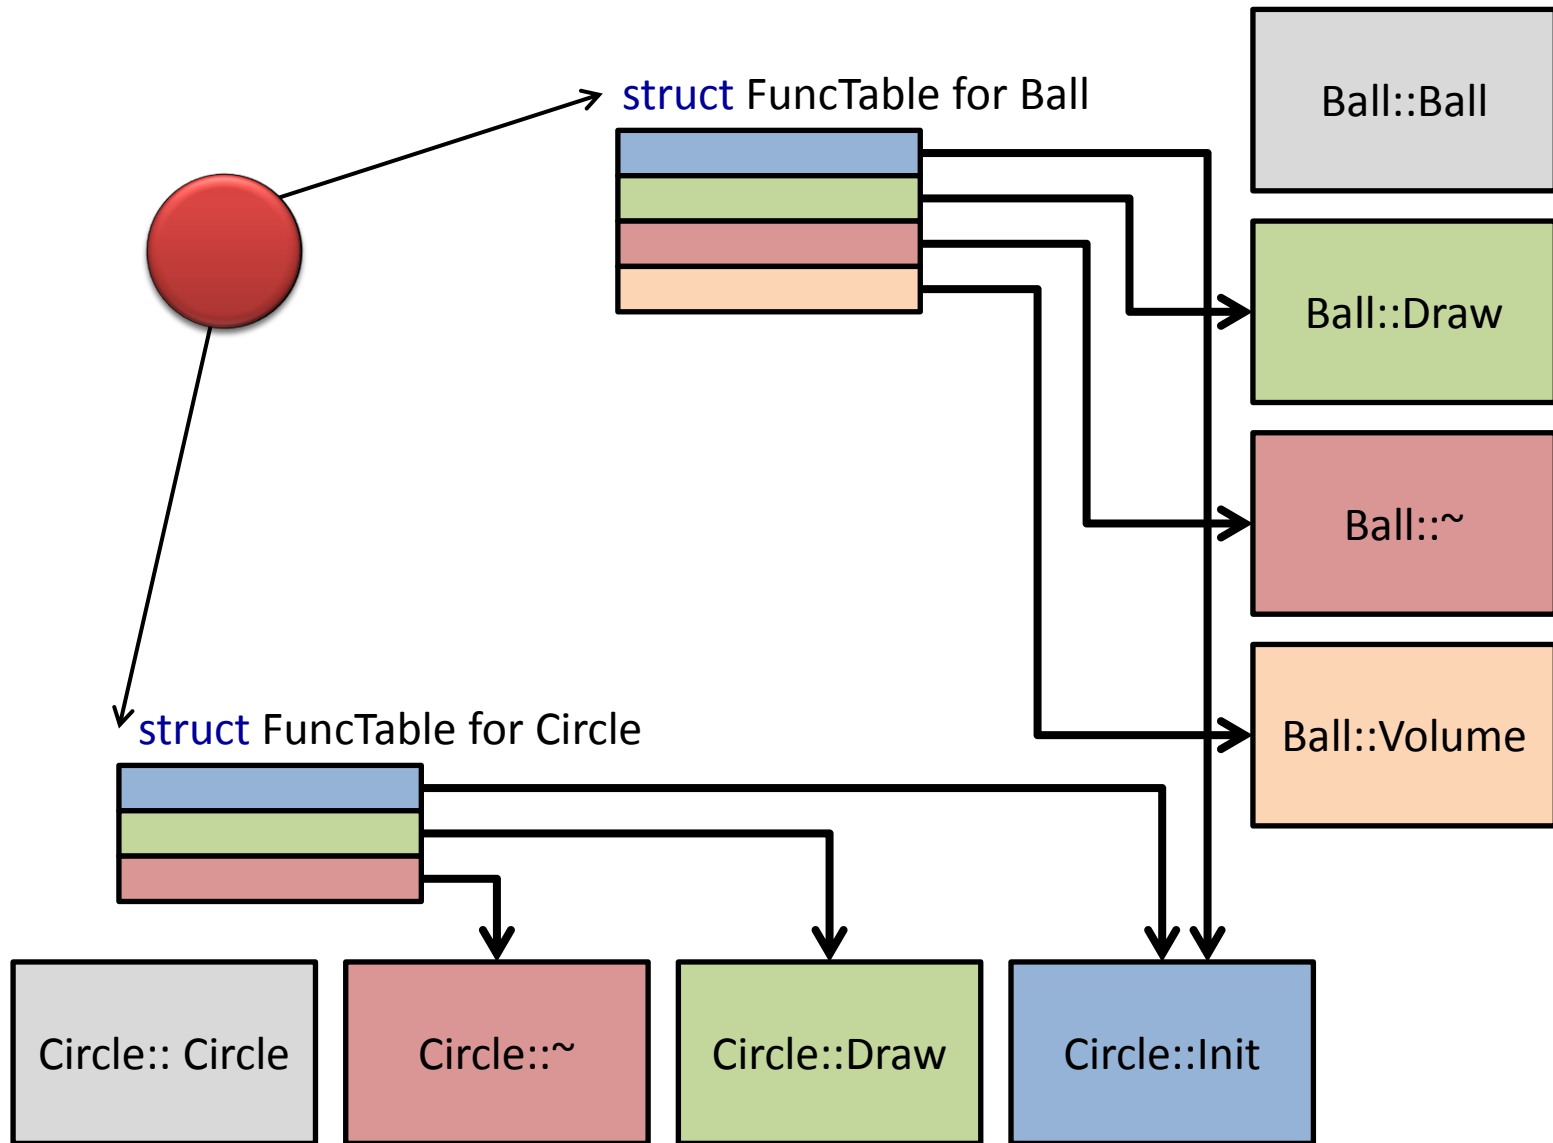 struct FuncTable for Ball
Ball::Ball
Ball::Draw
Ball::~
Ball::Volume
struct FuncTable for Circle
Circle:: Circle
Circle::~
Circle::Draw
Circle::Init